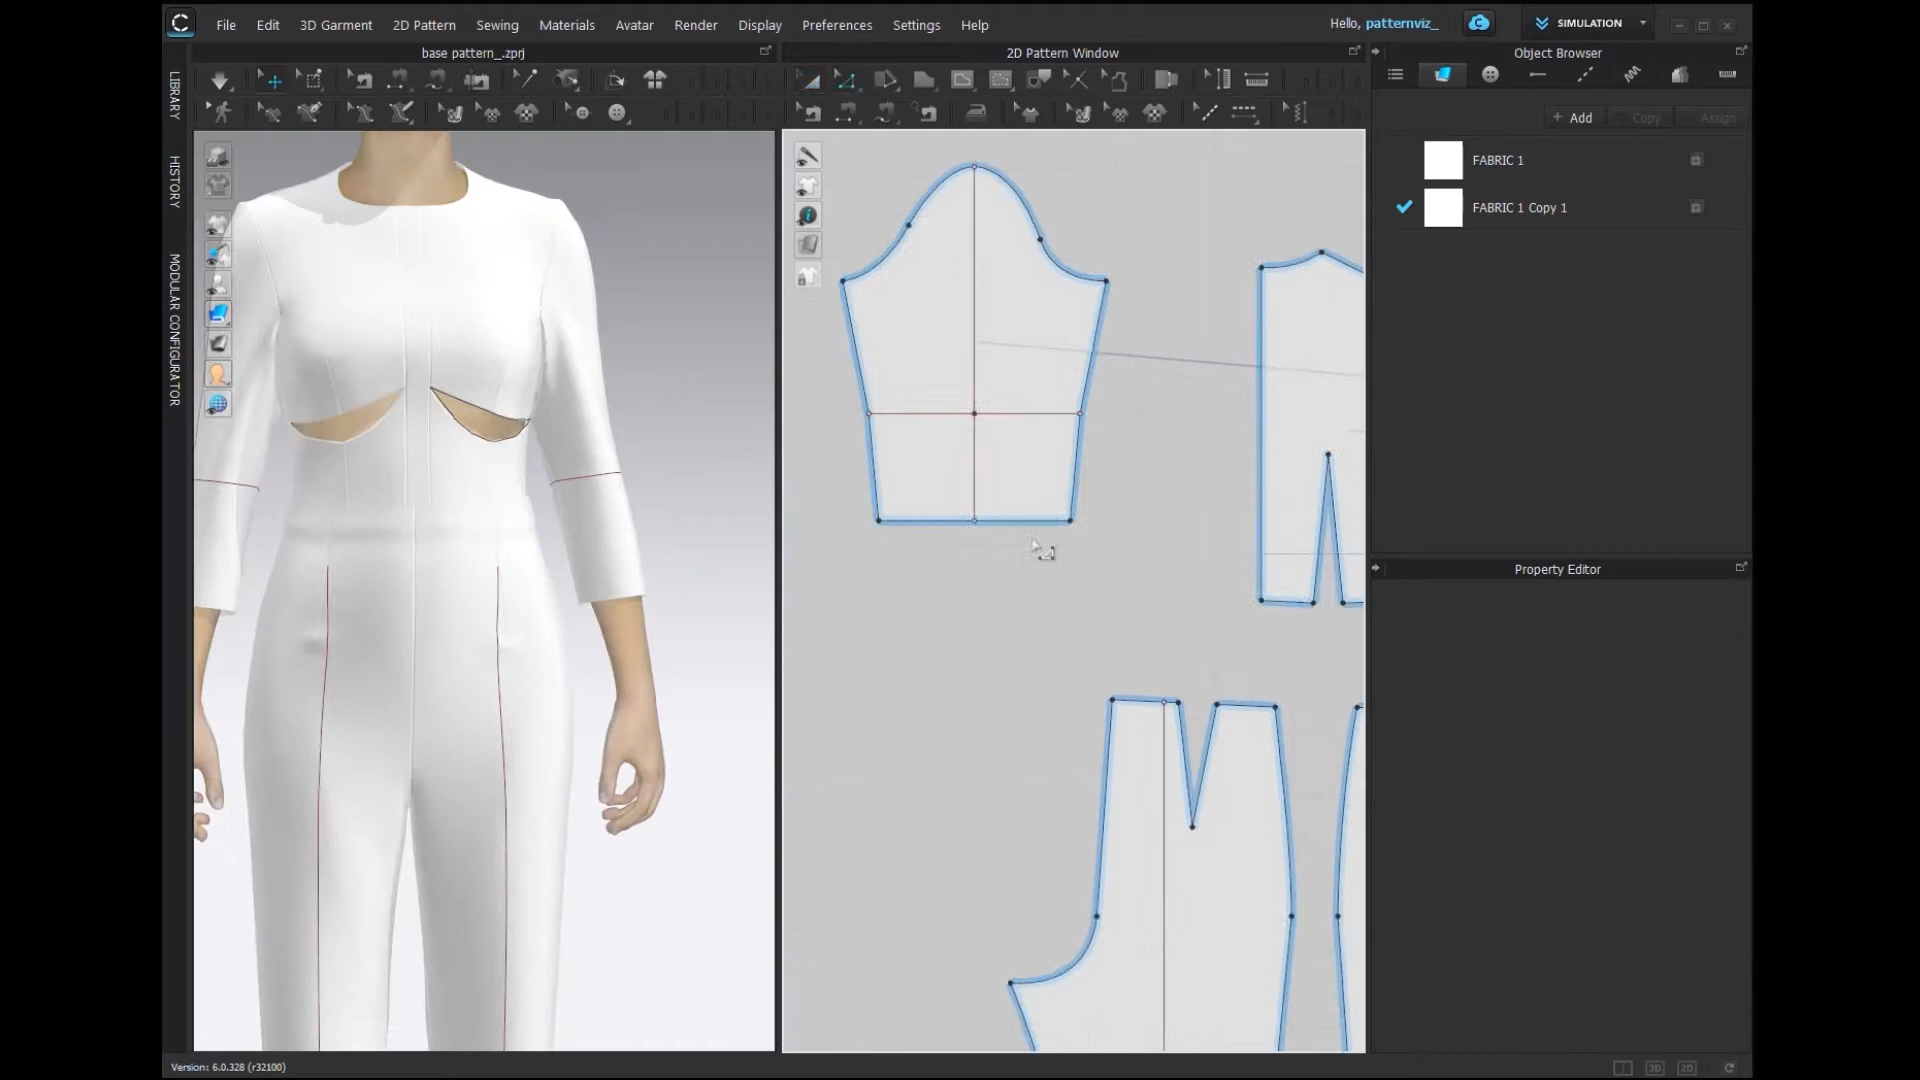 File Edit 3D Garment 2D Pattern Sewing Materials Avatar Render Display Preferences Settings Help
Hello, patternviz_
SIMULATION
base pattern_.zprj
2D Pattern Window
Object Browser
LIBRARY
HISTORY
MODULAR CONFIGURATOR
+ Add
Copy
Assign
FABRIC 1
FABRIC 1 Copy 1
Property Editor
Version: 6.0.328 (r32100)
3D
2D